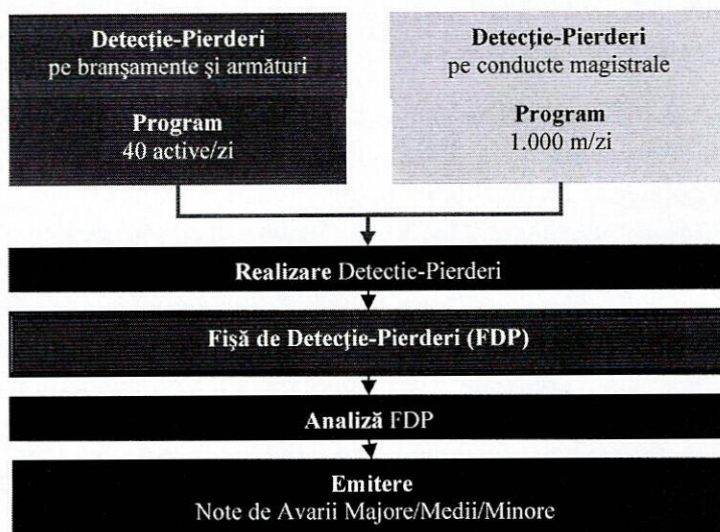 Detecție-Pierderi
pe branșamente și armături
Program
40 active/zi
Detecție-Pierderi
pe conducte magistrale
Program
1.000 m/zi
Realizare Detectie-Pierderi
Fișă de Detecție-Pierderi (FDP)
Analiză FDP
Emitere
Note de Avarii Majore/Medii/Minore